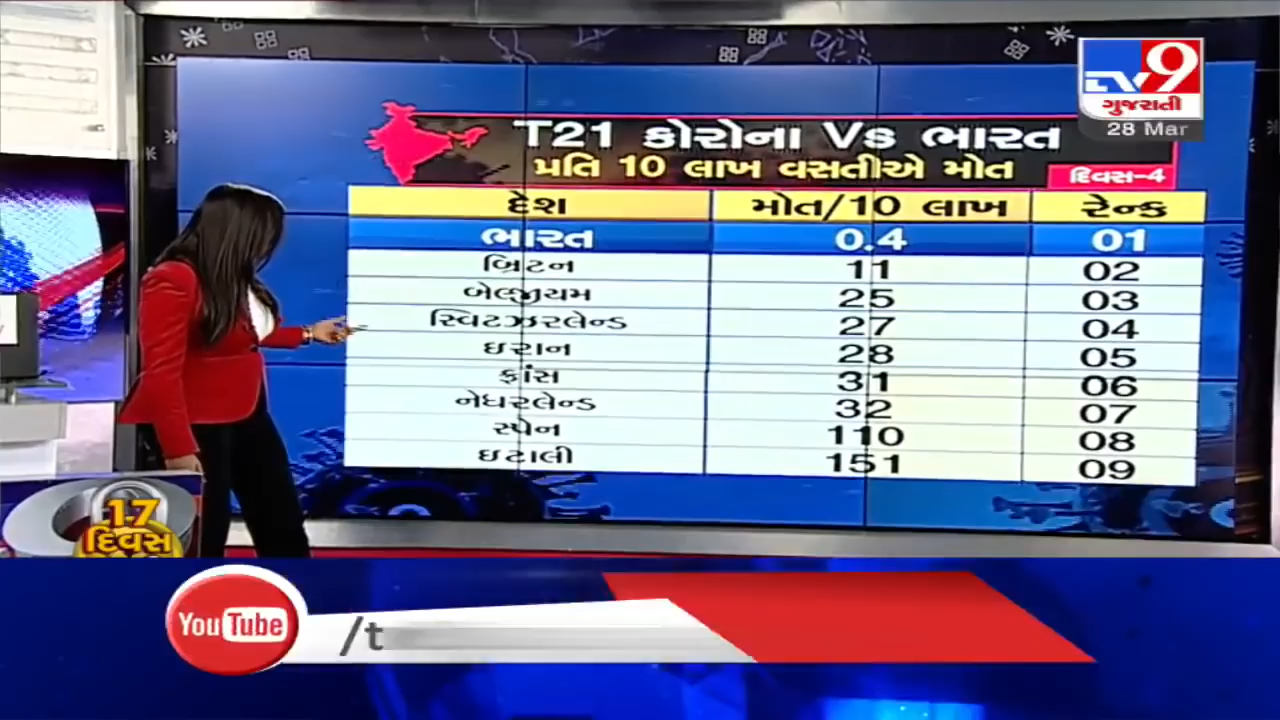 TV9
ગુજરાતી
28 Mar
T21 કોરોના Vs ભારત
પ્રતિ 10 લાખ વસતીએ મોત
દિવસ-4
દેશ મોત/10 લાખ રેન્ક
ભારત 0.4 01
બ્રિટન 11 02
બેલ્જીયમ 25 03
સ્વિટઝરલેન્ડ 27 04
ઇરાન 28 05
ફ્રાંસ 31 06
નેધરલેન્ડ 32 07
સ્પેન 110 08
ઇટાલી 151 09
17
દિવસ
YouTube /t